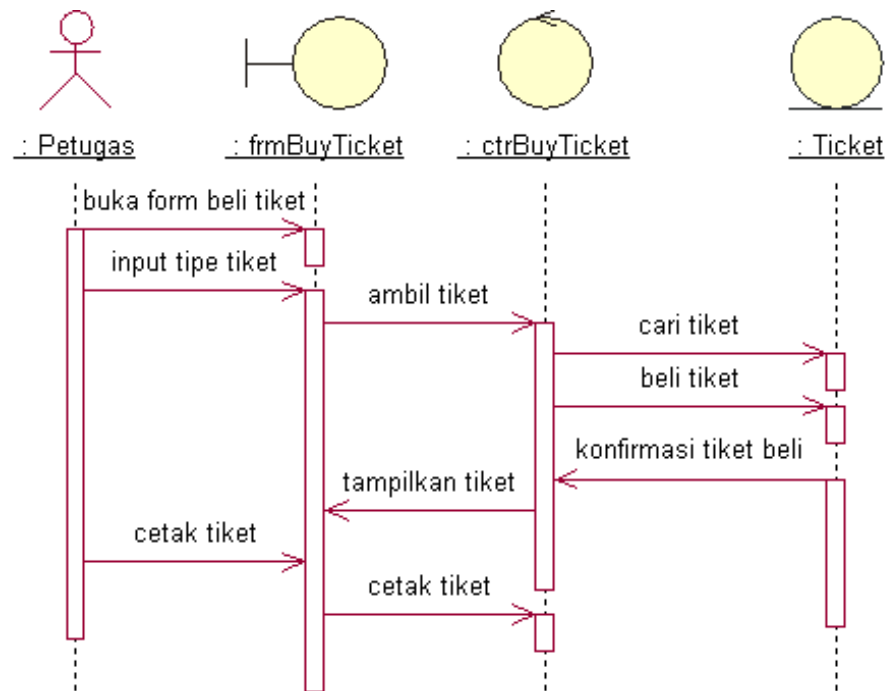 : Petugas
: frmBuyTicket
: ctrBuyTicket
: Ticket
buka form beli tiket
input tipe tiket
ambil tiket
cari tiket
beli tiket
konfirmasi tiket beli
tampilkan tiket
cetak tiket
cetak tiket